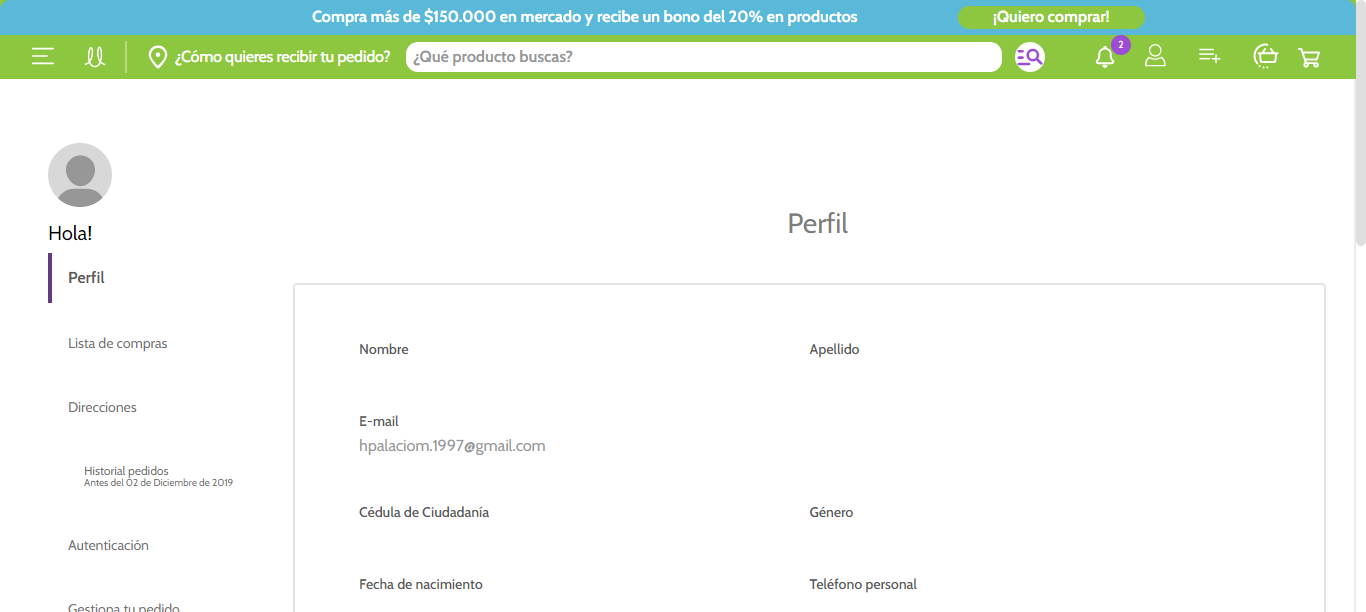 Compra más de $150.000 en mercado y recibe un bono del 20% en productos
¡Quiero comprar!
¿Cómo quieres recibir tu pedido?
¿Qué producto buscas?
2
Hola!
Perfil
Perfil
Lista de compras
Direcciones
Historial pedidos
Antes del 02 de Diciembre de 2019
Autenticación
Gestiona tu pedido
Nombre
Apellido
E-mail
hpalaciom.1997@gmail.com
Cédula de Ciudadanía
Género
Fecha de nacimiento
Teléfono personal